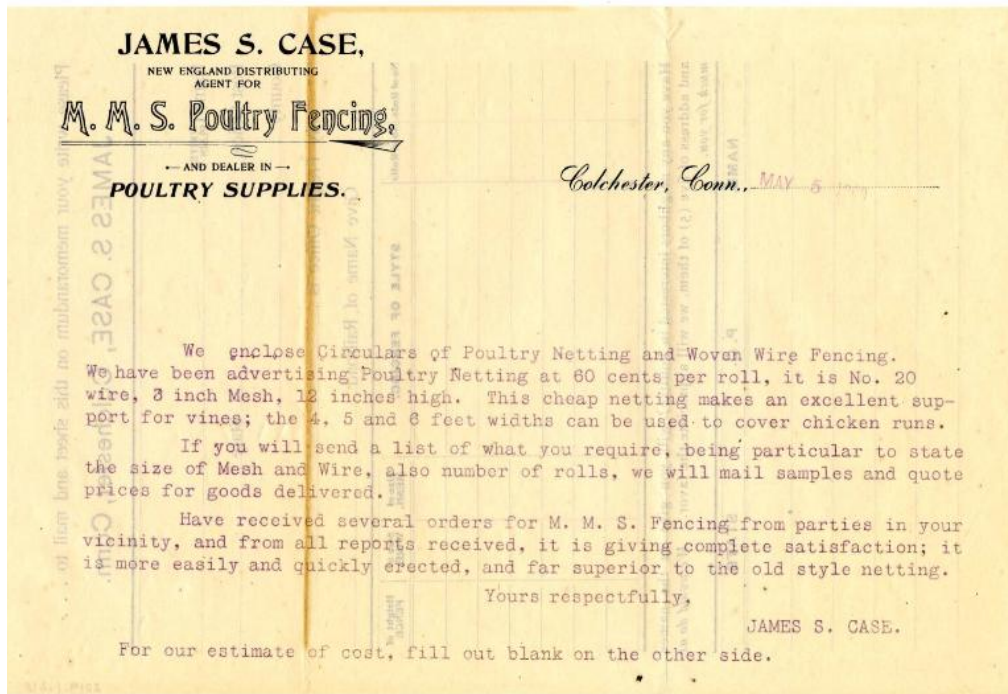 JAMES S. CASE,
NEW ENGLAND DISTRIBUTING
AGENT FOR
M. M. S. Poultry Fencing,
— AND DEALER IN —
POULTRY SUPPLIES.
Colchester, Conn., MAY 5
We enclose Circulars of Poultry Netting and Woven Wire Fencing.
We have been advertising Poultry Netting at 60 cents per roll, it is No. 20
wire, 3 inch Mesh, 12 inches high. This cheap netting makes an excellent sup-
port for vines; the 4, 5 and 6 feet widths can be used to cover chicken runs.
If you will send a list of what you require, being particular to state
the size of Mesh and Wire, also number of rolls, we will mail samples and quote
prices for goods delivered.
Have received several orders for M. M. S. Fencing from parties in your
vicinity, and from all reports received, it is giving complete satisfaction; it
is more easily and quickly erected, and far superior to the old style netting.
Yours respectfully,
JAMES S. CASE.
For our estimate of cost, fill out blank on the other side.